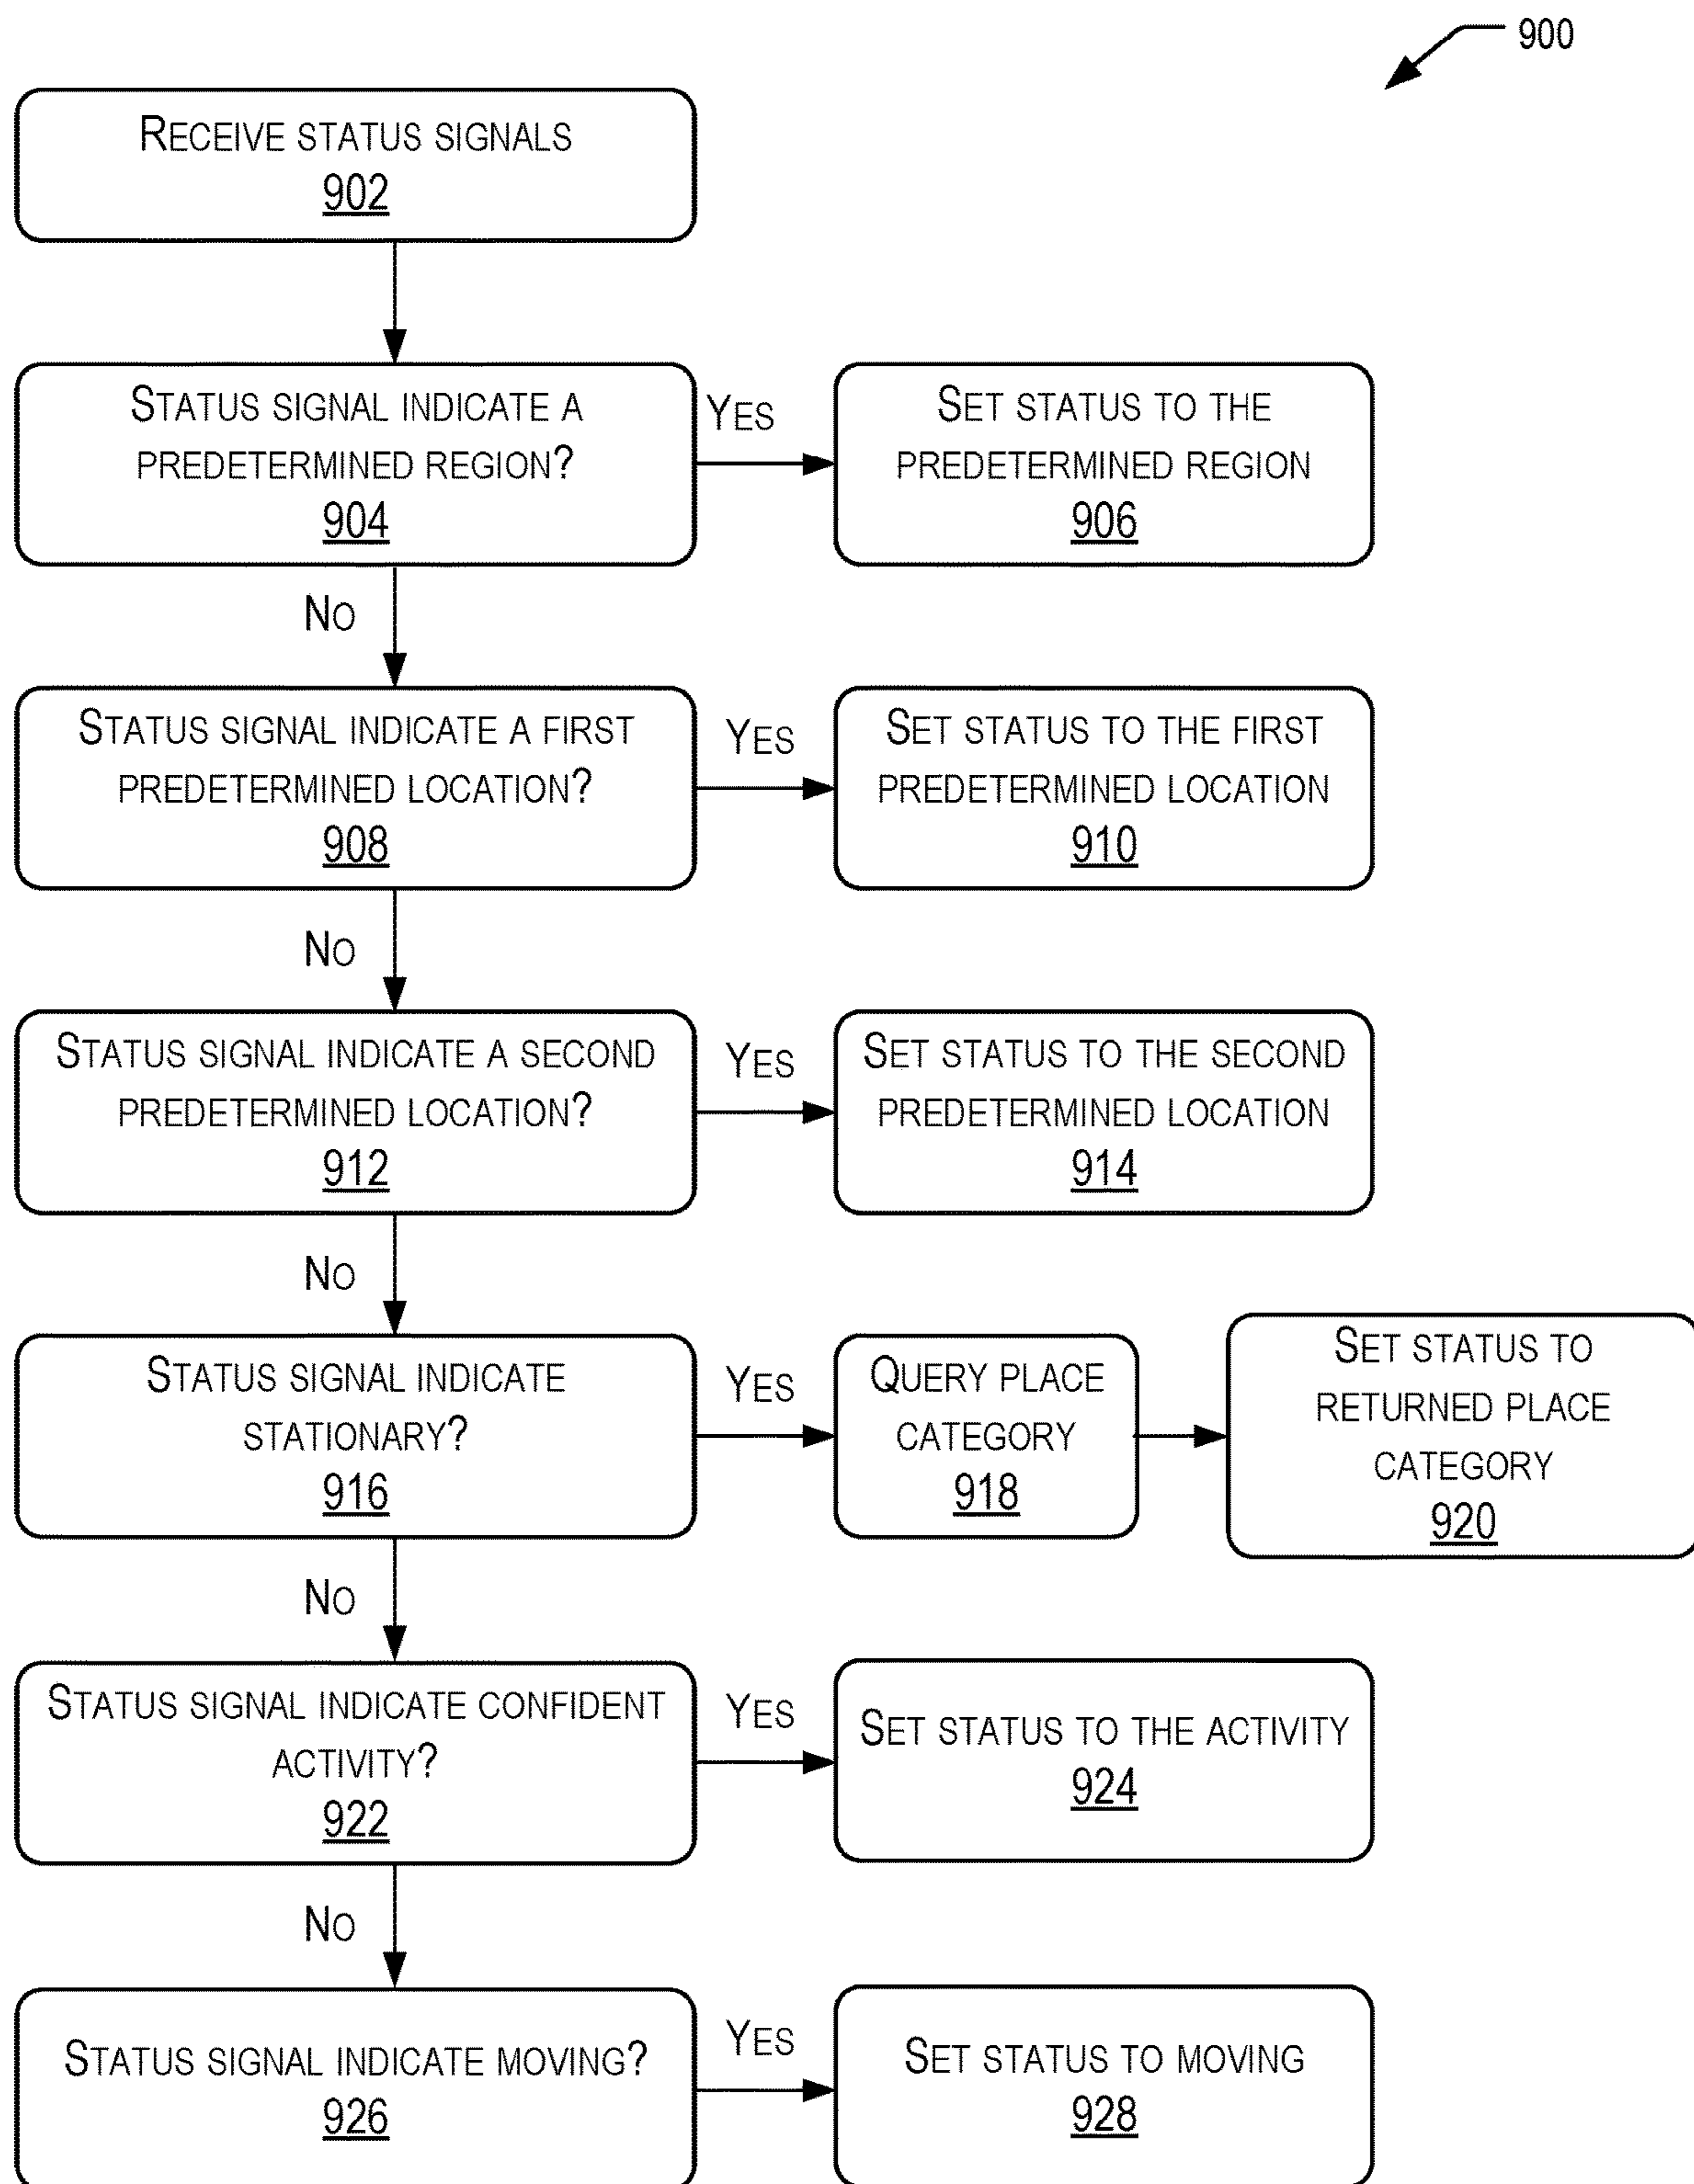 900
RECEIVE STATUS SIGNALS
902
STATUS SIGNAL INDICATE A
PREDETERMINED REGION?
904
YES
SET STATUS TO THE
PREDETERMINED REGION
906
NO
STATUS SIGNAL INDICATE A FIRST
PREDETERMINED LOCATION?
908
YES
SET STATUS TO THE FIRST
PREDETERMINED LOCATION
910
NO
STATUS SIGNAL INDICATE A SECOND
PREDETERMINED LOCATION?
912
YES
SET STATUS TO THE SECOND
PREDETERMINED LOCATION
914
NO
STATUS SIGNAL INDICATE
STATIONARY?
916
YES
QUERY PLACE
CATEGORY
918
SET STATUS TO
RETURNED PLACE
CATEGORY
920
NO
STATUS SIGNAL INDICATE CONFIDENT
ACTIVITY?
922
YES
SET STATUS TO THE ACTIVITY
924
NO
STATUS SIGNAL INDICATE MOVING?
926
YES
SET STATUS TO MOVING
928